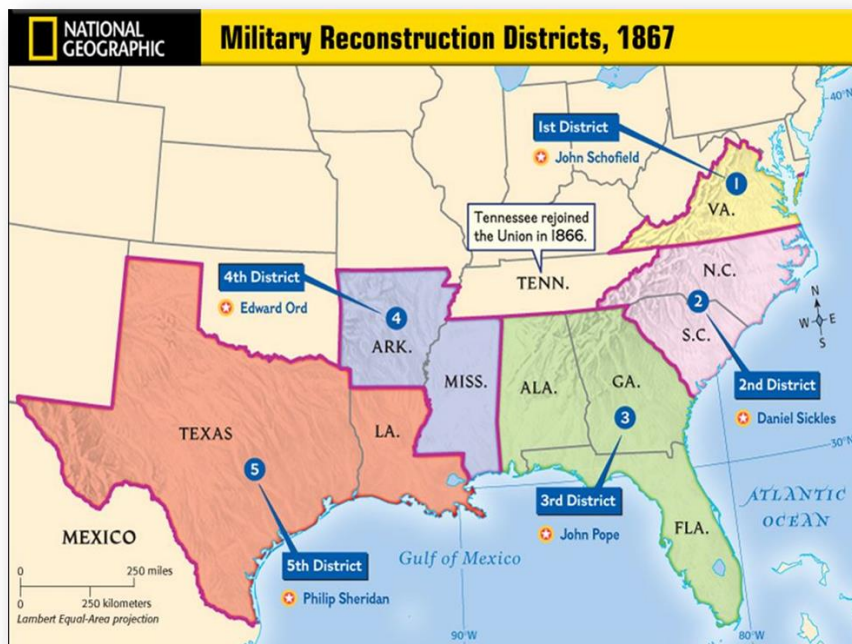 NATIONAL
GEOGRAPHIC
Military Reconstruction Districts, 1867
40°N
1st District
John Schofield
1
VA.
Tennessee rejoined
the Union in 1866.
TENN.
N.C.
2
S.C.
N
W
E
S
4th District
Edward Ord
4
ARK.
MISS.
ALA.
GA.
3
2nd District
Daniel Sickles
30°N
TEXAS
LA.
5
3rd District
John Pope
FLA.
ATLANTIC
OCEAN
MEXICO
Gulf of Mexico
5th District
Philip Sheridan
0
250 miles
0
250 kilometers
Lambert Equal-Area projection
90°W
80°W